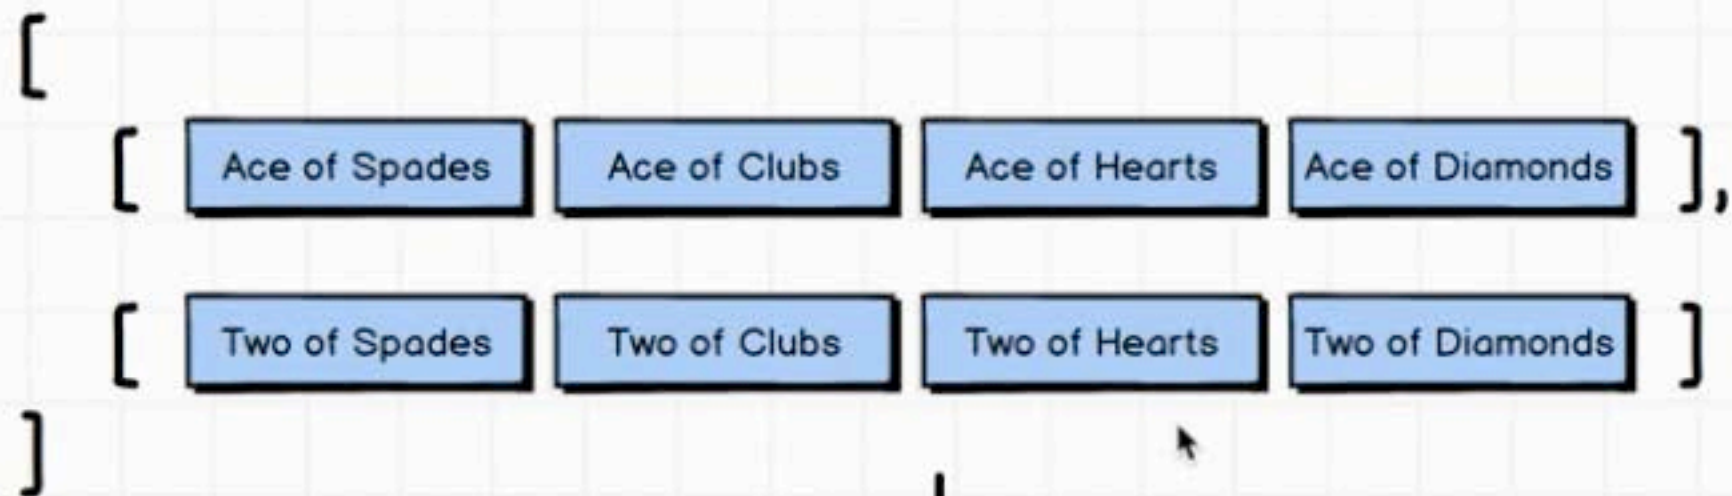 [
[ Ace of Spades Ace of Clubs Ace of Hearts Ace of Diamonds ],
[ Two of Spades Two of Clubs Two of Hearts Two of Diamonds ]
]